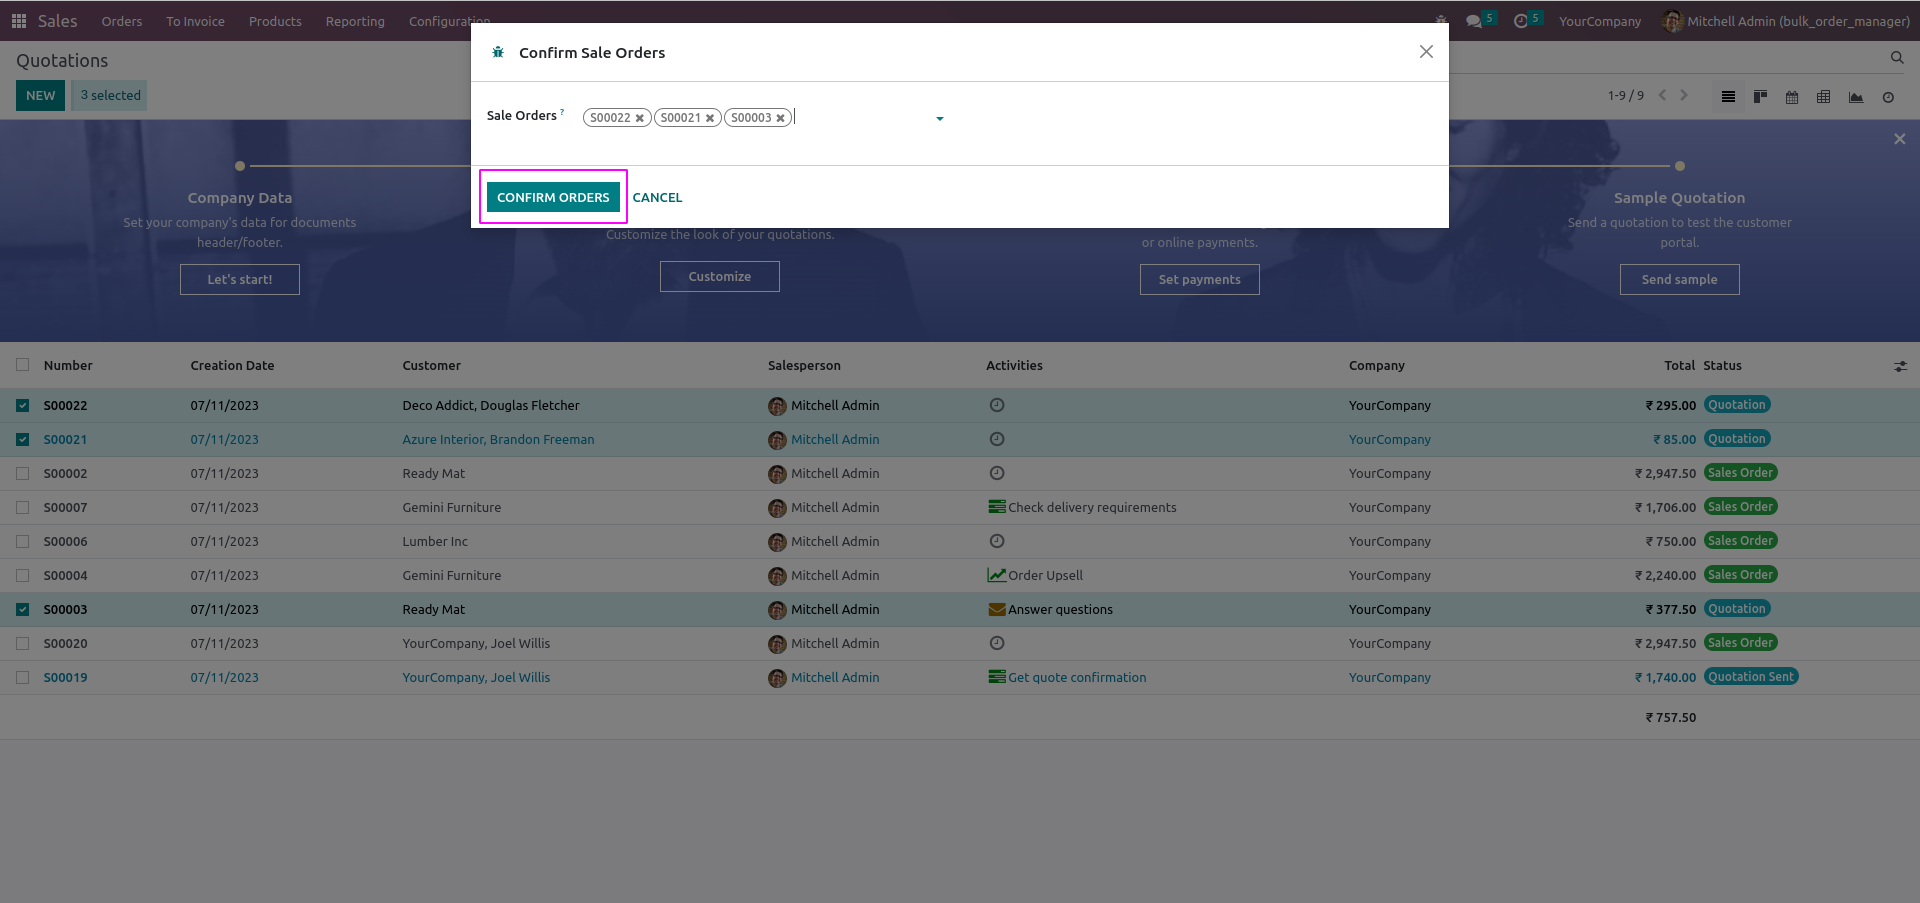 Sales Orders To Invoice Products Reporting Configuration 5 5 YourCompany Mitchell Admin (bulk_order_manager)
Confirm Sale Orders
Quotations
NEW 3 selected 1-9 / 9
Sale Orders ? S00022 S00021 S00003
CONFIRM ORDERS CANCEL
Company Data Sample Quotation
Set your company's data for documents Send a quotation to test the customer
header/footer. Customize the look of your quotations. or online payments. portal.
Let's start! Customize Set payments Send sample
Number Creation Date Customer Salesperson Activities Company Total Status
S00022 07/11/2023 Deco Addict, Douglas Fletcher Mitchell Admin YourCompany ₹ 295.00 Quotation
S00021 07/11/2023 Azure Interior, Brandon Freeman Mitchell Admin YourCompany ₹ 85.00 Quotation
S00002 07/11/2023 Ready Mat Mitchell Admin YourCompany ₹ 2,947.50 Sales Order
S00007 07/11/2023 Gemini Furniture Mitchell Admin Check delivery requirements YourCompany ₹ 1,706.00 Sales Order
S00006 07/11/2023 Lumber Inc Mitchell Admin YourCompany ₹ 750.00 Sales Order
S00004 07/11/2023 Gemini Furniture Mitchell Admin Order Upsell YourCompany ₹ 2,240.00 Sales Order
S00003 07/11/2023 Ready Mat Mitchell Admin Answer questions YourCompany ₹ 377.50 Quotation
S00020 07/11/2023 YourCompany, Joel Willis Mitchell Admin YourCompany ₹ 2,947.50 Sales Order
S00019 07/11/2023 YourCompany, Joel Willis Mitchell Admin Get quote confirmation YourCompany ₹ 1,740.00 Quotation Sent
₹ 757.50